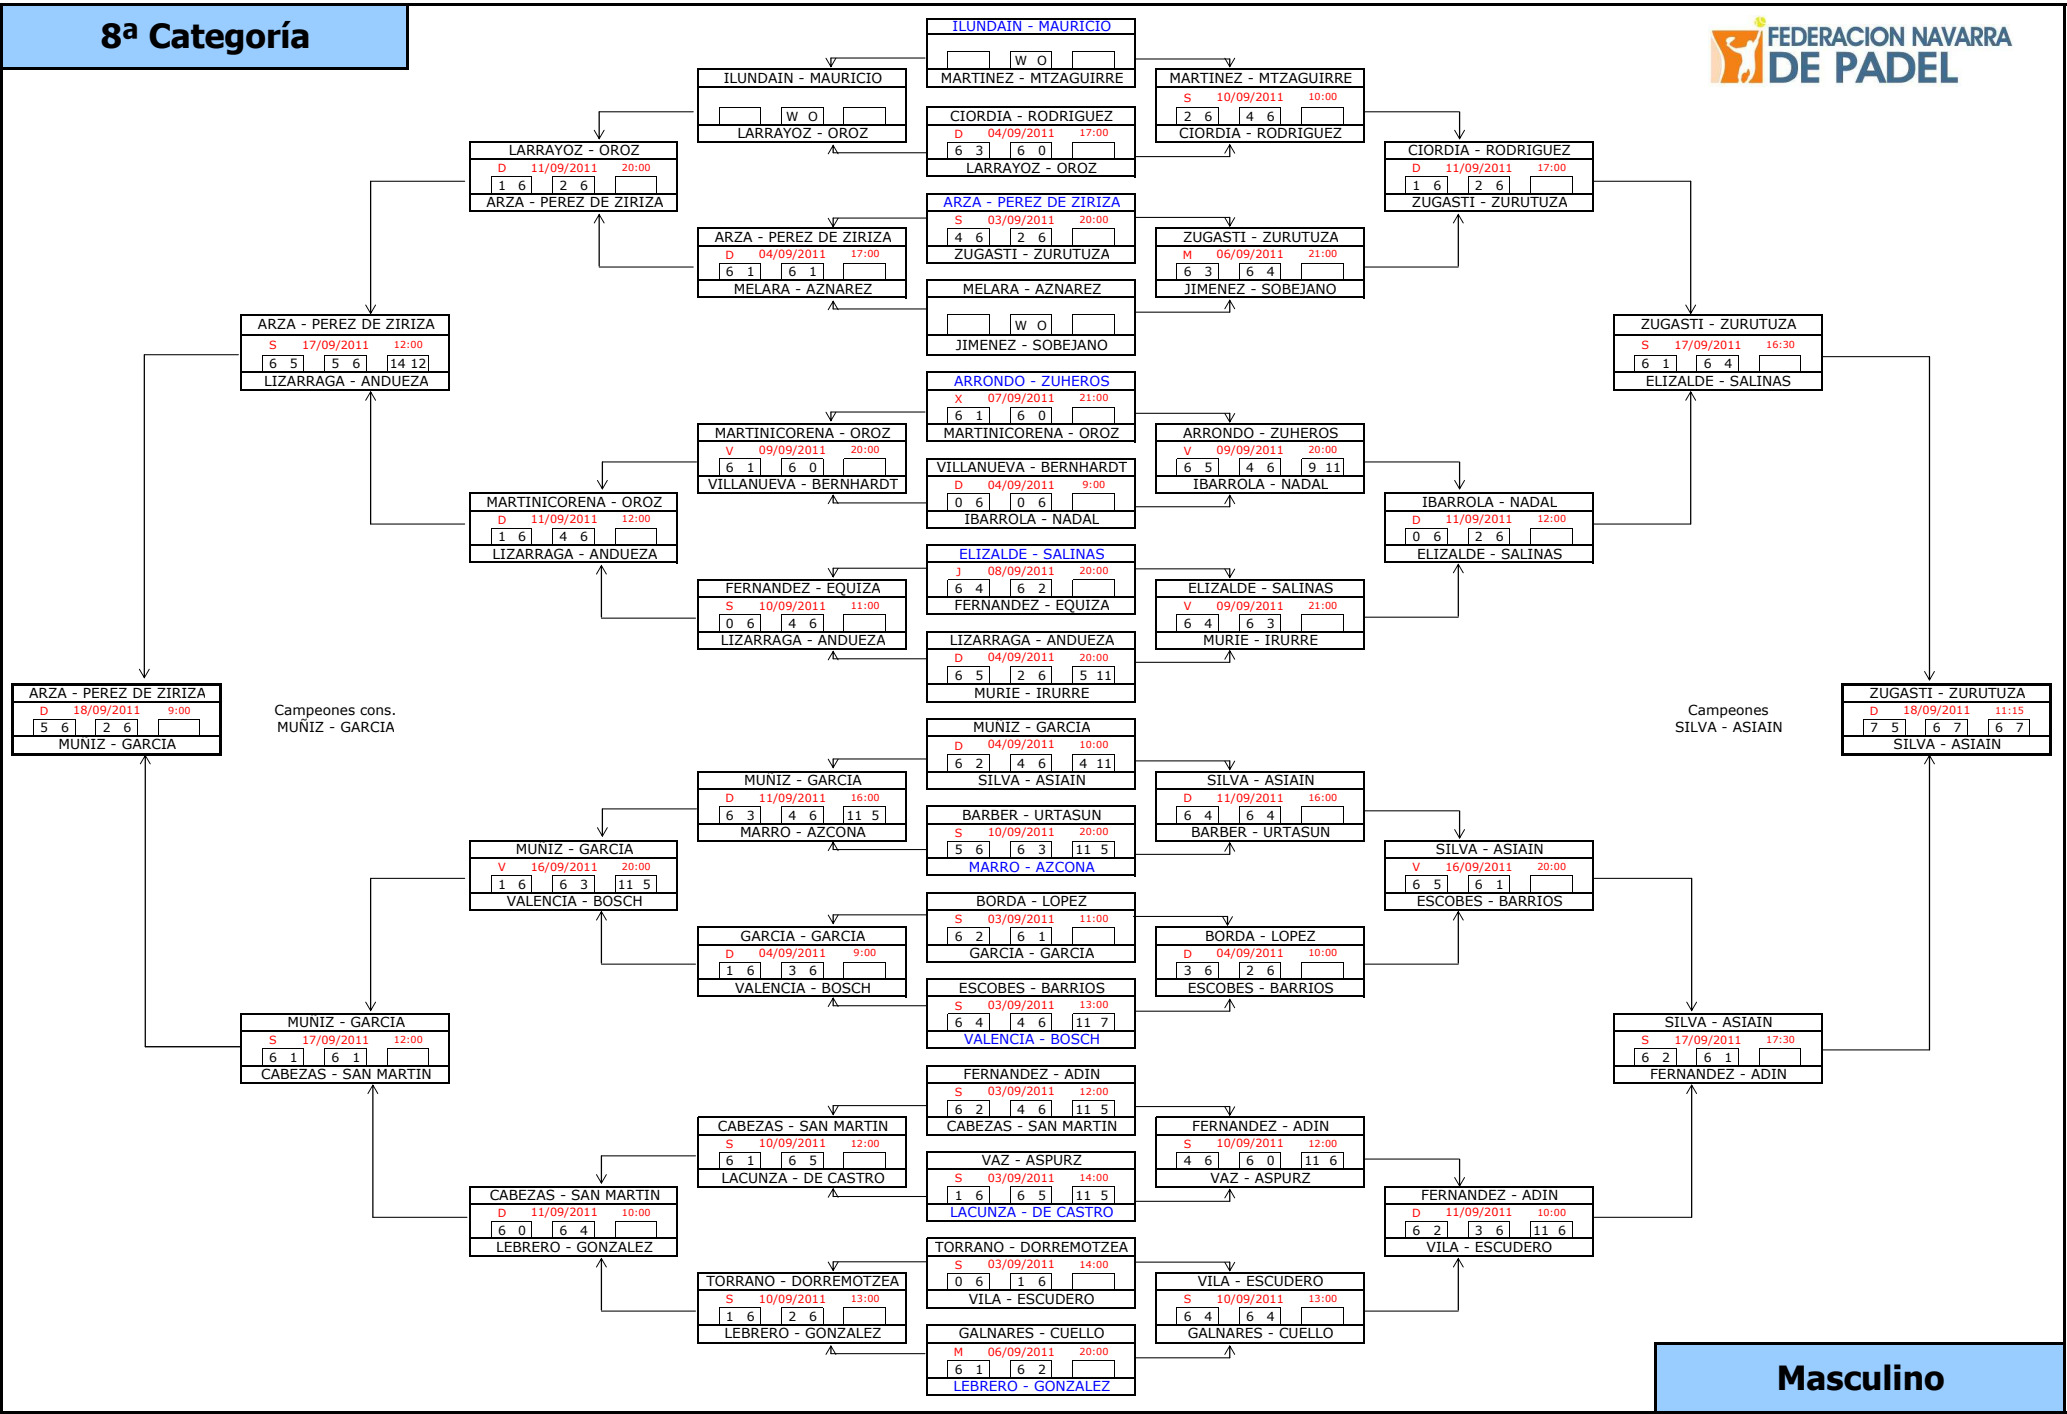 8ª Categoría
FEDERACION NAVARRA
DE PADEL
ARZA - PEREZ DE ZIRIZA
D 18/09/2011 9:00
5 6 2 6
MUÑIZ - GARCIA
Campeones cons.
MUÑIZ - GARCIA
ARZA - PEREZ DE ZIRIZA
S 17/09/2011 12:00
6 5 5 6 14 12
LIZARRAGA - ANDUEZA
MUÑIZ - GARCIA
S 17/09/2011 12:00
6 1 6 1
CABEZAS - SAN MARTIN
LARRAYOZ - OROZ
D 11/09/2011 20:00
1 6 2 6
ARZA - PEREZ DE ZIRIZA
MARTINICORENA - OROZ
D 11/09/2011 12:00
1 6 4 6
LIZARRAGA - ANDUEZA
MUÑIZ - GARCIA
V 16/09/2011 20:00
1 6 6 3 11 5
VALENCIA - BOSCH
CABEZAS - SAN MARTIN
D 11/09/2011 10:00
6 0 6 4
LEBRERO - GONZALEZ
ILUNDAIN - MAURICIO
W O
LARRAYOZ - OROZ
ARZA - PEREZ DE ZIRIZA
D 04/09/2011 17:00
6 1 6 1
MELARA - AZNAREZ
MARTINICORENA - OROZ
V 09/09/2011 20:00
6 1 6 0
VILLANUEVA - BERNHARDT
FERNANDEZ - EQUIZA
S 10/09/2011 11:00
0 6 4 6
LIZARRAGA - ANDUEZA
MUÑIZ - GARCIA
D 11/09/2011 16:00
6 3 4 6 11 5
MARRO - AZCONA
GARCIA - GARCIA
D 04/09/2011 9:00
1 6 3 6
VALENCIA - BOSCH
CABEZAS - SAN MARTIN
S 10/09/2011 12:00
6 1 6 5
LACUNZA - DE CASTRO
TORRANO - DORREMOTZEA
S 10/09/2011 13:00
1 6 2 6
LEBRERO - GONZALEZ
ILUNDAIN - MAURICIO
W O
MARTINEZ - MTZAGUIRRE
CIORDIA - RODRIGUEZ
D 04/09/2011 17:00
6 3 6 0
LARRAYOZ - OROZ
ARZA - PEREZ DE ZIRIZA
S 03/09/2011 20:00
4 6 2 6
ZUGASTI - ZURUTUZA
MELARA - AZNAREZ
W O
JIMENEZ - SOBEJANO
ARRONDO - ZUHEROS
X 07/09/2011 21:00
6 1 6 0
MARTINICORENA - OROZ
VILLANUEVA - BERNHARDT
D 04/09/2011 9:00
0 6 0 6
IBARROLA - NADAL
ELIZALDE - SALINAS
J 08/09/2011 20:00
6 4 6 2
FERNANDEZ - EQUIZA
LIZARRAGA - ANDUEZA
D 04/09/2011 20:00
6 5 2 6 5 11
MURIE - IRURRE
MUÑIZ - GARCIA
D 04/09/2011 10:00
6 2 4 6 4 11
SILVA - ASIAIN
BARBER - URTASUN
S 10/09/2011 20:00
5 6 6 3 11 5
MARRO - AZCONA
BORDA - LOPEZ
S 03/09/2011 11:00
6 2 6 1
GARCIA - GARCIA
ESCOBES - BARRIOS
S 03/09/2011 13:00
6 4 4 6 11 7
VALENCIA - BOSCH
FERNANDEZ - ADIN
S 03/09/2011 12:00
6 2 4 6 11 5
CABEZAS - SAN MARTIN
VAZ - ASPURZ
S 03/09/2011 14:00
1 6 6 5 11 5
LACUNZA - DE CASTRO
TORRANO - DORREMOTZEA
S 03/09/2011 14:00
0 6 1 6
VILA - ESCUDERO
GALNARES - CUELLO
M 06/09/2011 20:00
6 1 6 2
LEBRERO - GONZALEZ
MARTINEZ - MTZAGUIRRE
S 10/09/2011 10:00
2 6 4 6
CIORDIA - RODRIGUEZ
ZUGASTI - ZURUTUZA
M 06/09/2011 21:00
6 3 6 4
JIMENEZ - SOBEJANO
ARRONDO - ZUHEROS
V 09/09/2011 20:00
6 5 4 6 9 11
IBARROLA - NADAL
ELIZALDE - SALINAS
V 09/09/2011 21:00
6 4 6 3
MURIE - IRURRE
SILVA - ASIAIN
D 11/09/2011 16:00
6 4 6 4
BARBER - URTASUN
BORDA - LOPEZ
D 04/09/2011 10:00
3 6 2 6
ESCOBES - BARRIOS
FERNANDEZ - ADIN
S 10/09/2011 12:00
4 6 6 0 11 6
VAZ - ASPURZ
VILA - ESCUDERO
S 10/09/2011 13:00
6 4 6 4
GALNARES - CUELLO
CIORDIA - RODRIGUEZ
D 11/09/2011 17:00
1 6 2 6
ZUGASTI - ZURUTUZA
IBARROLA - NADAL
D 11/09/2011 12:00
0 6 2 6
ELIZALDE - SALINAS
SILVA - ASIAIN
V 16/09/2011 20:00
6 5 6 1
ESCOBES - BARRIOS
FERNANDEZ - ADIN
D 11/09/2011 10:00
6 2 3 6 11 6
VILA - ESCUDERO
ZUGASTI - ZURUTUZA
S 17/09/2011 16:30
6 1 6 4
ELIZALDE - SALINAS
SILVA - ASIAIN
S 17/09/2011 17:30
6 2 6 1
FERNANDEZ - ADIN
Campeones
SILVA - ASIAIN
ZUGASTI - ZURUTUZA
D 18/09/2011 11:15
7 5 6 7 6 7
SILVA - ASIAIN
Masculino